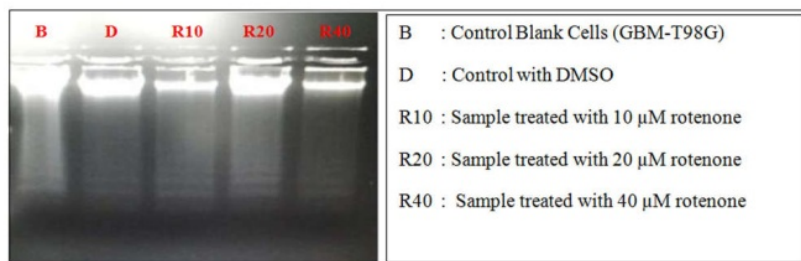 B D R10 R20 R40
B : Control Blank Cells (GBM-T98G)
D : Control with DMSO
R10 : Sample treated with 10 µM rotenone
R20 : Sample treated with 20 µM rotenone
R40 : Sample treated with 40 µM rotenone